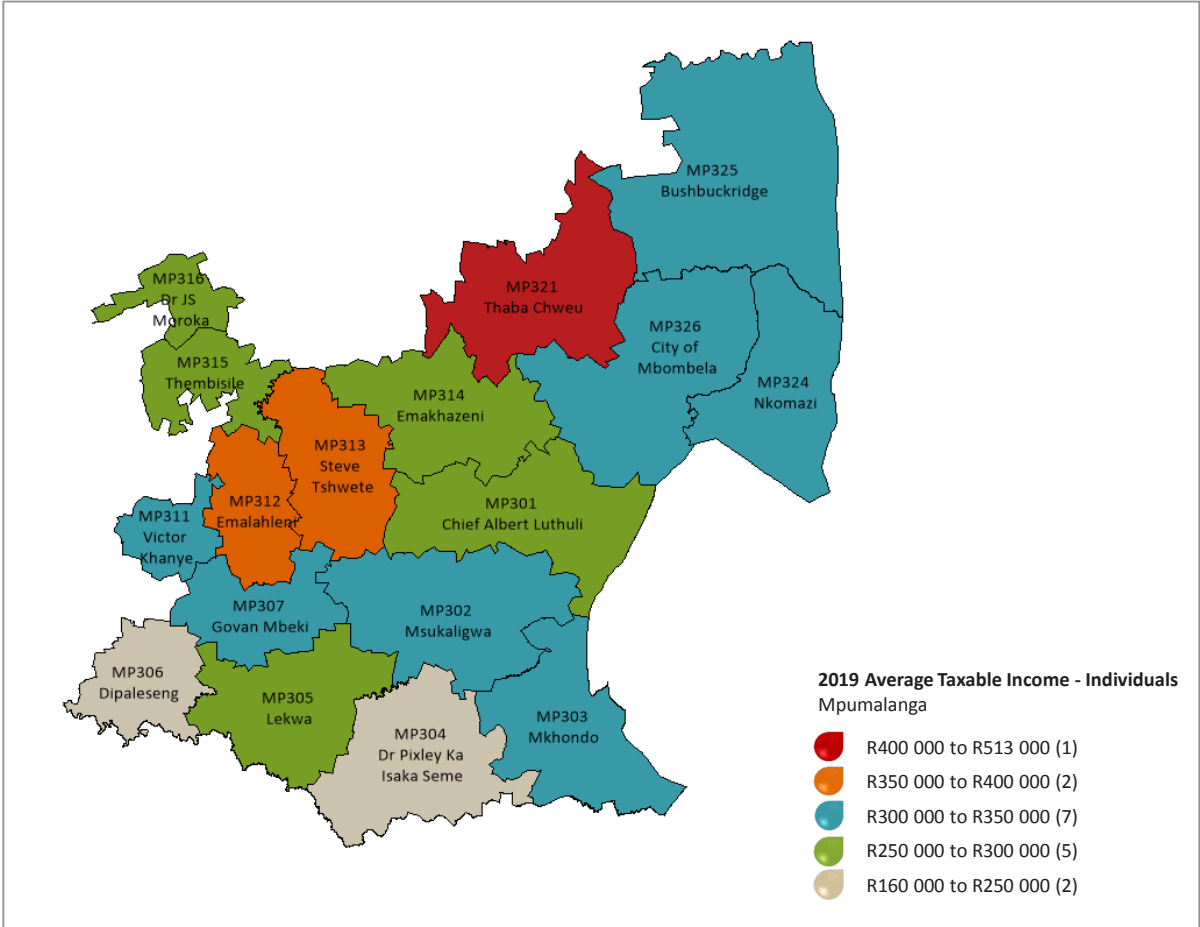 MP325
Bushbuckridge
MP316
Dr JS
Moroka
MP321
Thaba Chweu
MP326
City of
Mbombela
MP315
Thembisile
MP324
Nkomazi
MP314
Emakhazeni
MP313
Steve
Tshwete
MP312
Emalahleni
MP301
Chief Albert Luthuli
MP311
Victor
Khanye
MP307
Govan Mbeki
MP302
Msukaligwa
MP306
Dipaleseng
MP305
Lekwa
MP304
Dr Pixley Ka
Isaka Seme
MP303
Mkhondo
2019 Average Taxable Income - Individuals
Mpumalanga
R400 000 to R513 000 (1)
R350 000 to R400 000 (2)
R300 000 to R350 000 (7)
R250 000 to R300 000 (5)
R160 000 to R250 000 (2)